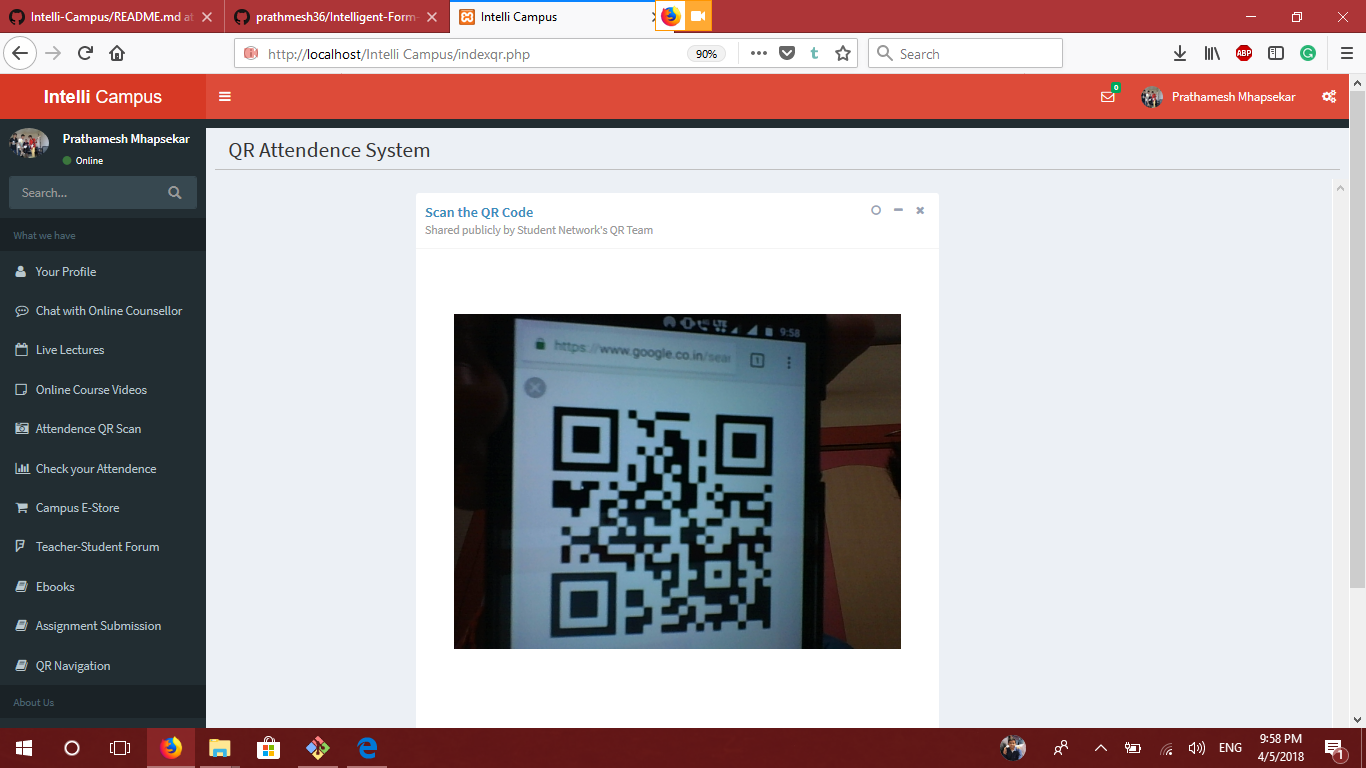 Intelli-Campus/README.md at
prathmesh36/Intelligent-Form-
Intelli Campus
http://localhost/Intelli Campus/indexqr.php
90%
Search
Intelli Campus
0
Prathamesh Mhapsekar
Prathamesh Mhapsekar
Online
Search...
What we have
Your Profile
Chat with Online Counsellor
Live Lectures
Online Course Videos
Attendence QR Scan
Check your Attendence
Campus E-Store
Teacher-Student Forum
Ebooks
Assignment Submission
QR Navigation
About Us
QR Attendence System
Scan the QR Code
Shared publicly by Student Network's QR Team
LTE 9:58
https://www.google.co.in/sear
1
ABP
ENG
9:58 PM
4/5/2018
1